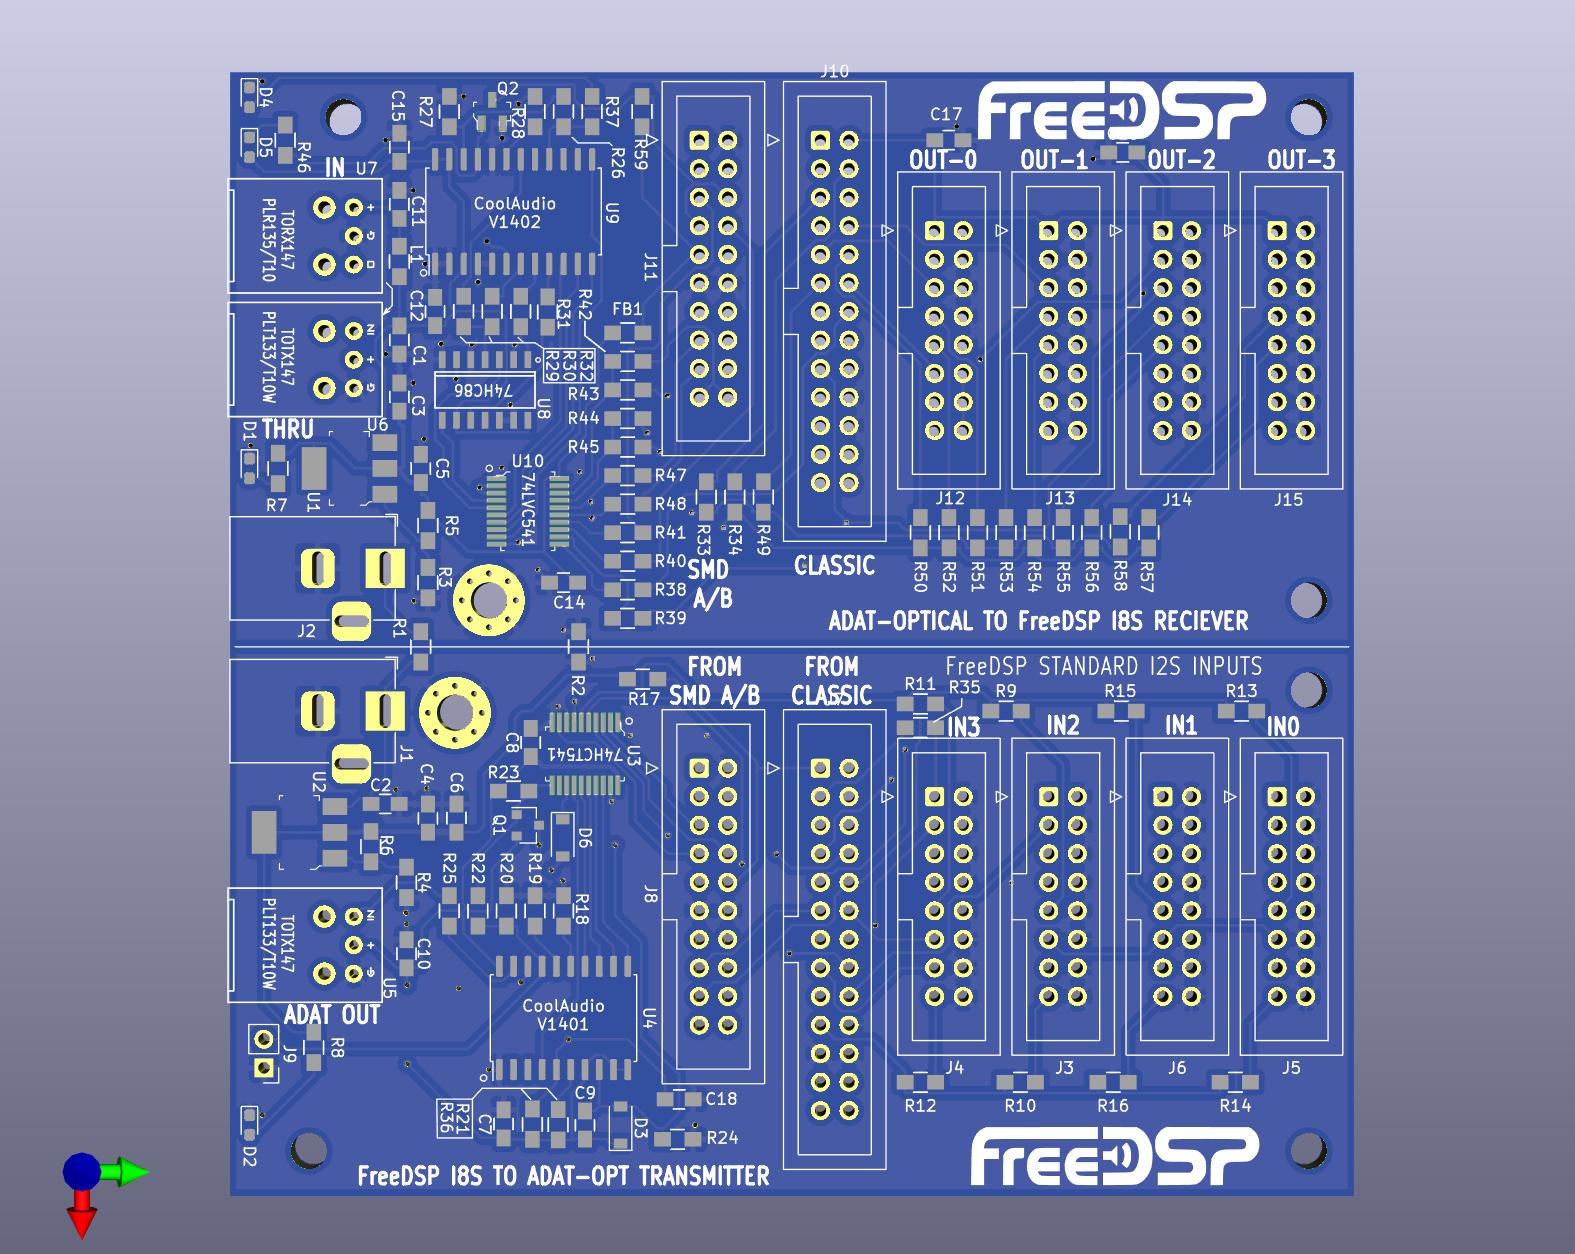 J10
D4
C15
R27
Q2
R28
R37
R59
C17
FreeDSP
D5
R46
IN
U7
R26
OUT-0
OUT-1
OUT-2
OUT-3
TORX147
PLR135/T10
C11
L1
CoolAudio
V1402
U9
J11
TOTX147
PLT133/T10W
C12
C1
C3
R31
R42
FB1
R29
R30
R32
74HC86
U8
R43
R44
R45
THRU
D1
U6
R7
U1
C5
R5
U10
74LVC541
R47
R48
R41
R40
R38
R39
R33
R34
R49
SMD
A/B
CLASSIC
J12
J13
J14
J15
R50
R52
R51
R53
R54
R55
R56
R58
R57
R3
C14
J2
R1
ADAT-OPTICAL TO FreeDSP I8S RECIEVER
R2
R17
FROM
SMD A/B
FROM
CLASSIC
FreeDSP STANDARD I2S INPUTS
R11
R35
R9
R15
R13
IN3
IN2
IN1
IN0
J1
C8
74HCT541
U3
U2
C2
C4
C6
R23
Q1
D6
R6
R4
R25
R22
R20
R19
R18
J8
TOTX147
PLT133/T10W
C10
U5
ADAT OUT
CoolAudio
V1401
U4
J9
R8
R36
R21
C7
C9
D3
C18
R24
D2
J4
J3
J6
J5
R12
R10
R16
R14
FreeDSP I8S TO ADAT-OPT TRANSMITTER
FreeDSP